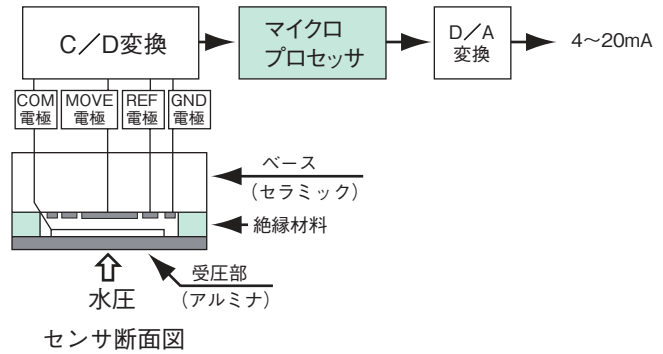 C／D変換
マイクロ
プロセッサ
D／A
変換
4～20mA
COM
電極
MOVE
電極
REF
電極
GND
電極
ベース
（セラミック）
絶縁材料
受圧部
（アルミナ）
水圧
センサ断面図